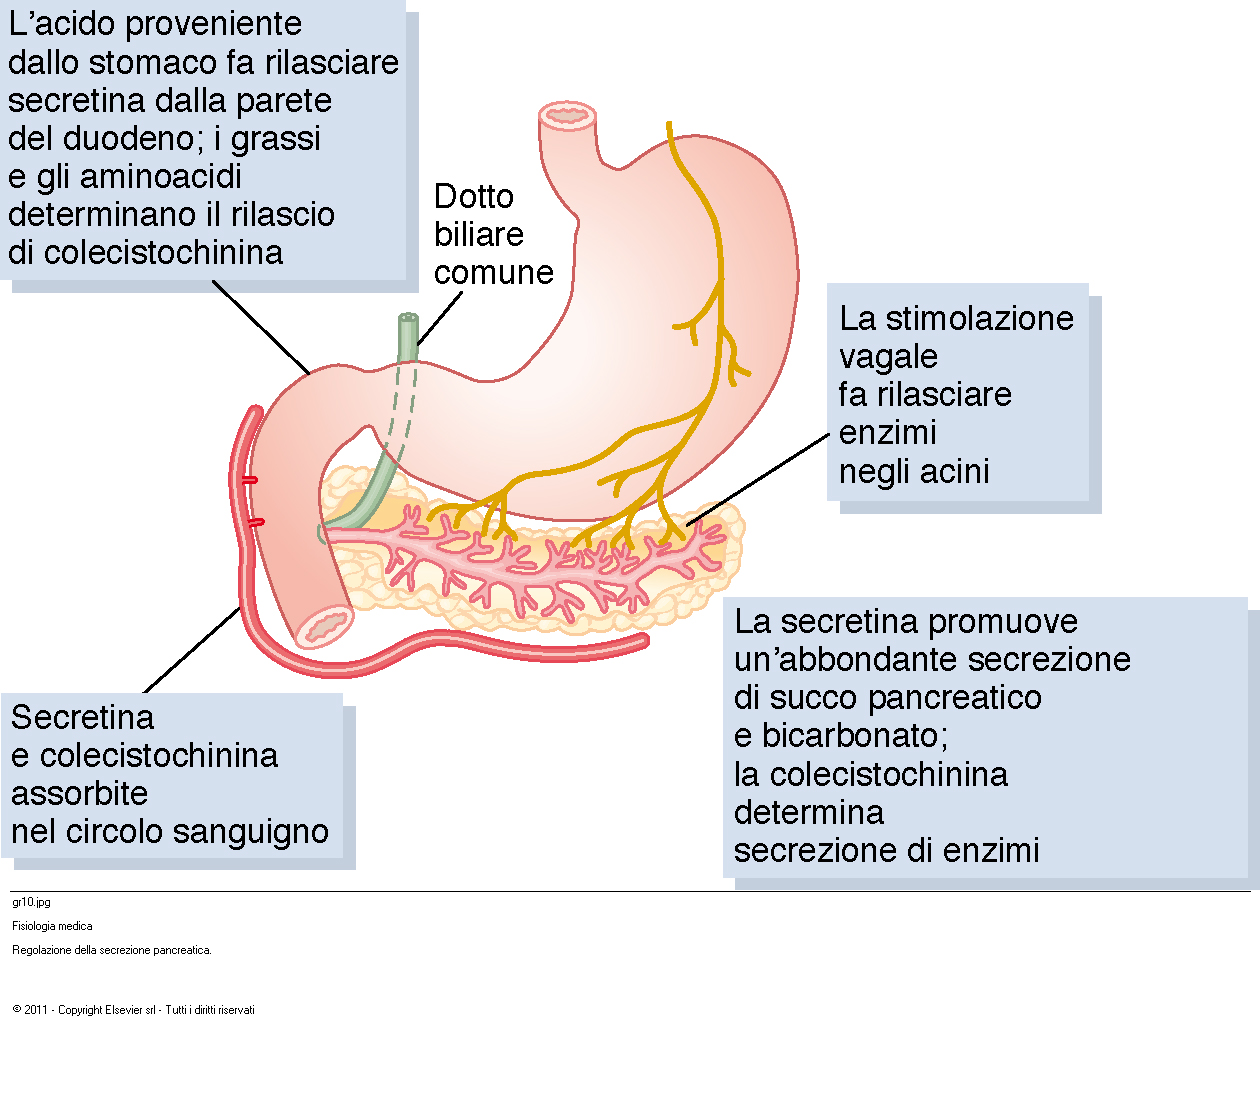 L’acido proveniente
dallo stomaco fa rilasciare
secretina dalla parete
del duodeno; i grassi
e gli aminoacidi
determinano il rilascio
di colecistochinina
Dotto
biliare
comune
La stimolazione
vagale
fa rilasciare
enzimi
negli acini
La secretina promuove
un’abbondante secrezione
di succo pancreatico
e bicarbonato;
la colecistochinina
determina
secrezione di enzimi
Secretina
e colecistochinina
assorbite
nel circolo sanguigno
gr10.jpg
Fisiologia medica
Regolazione della secrezione pancreatica.
© 2011 - Copyright Elsevier srl - Tutti i diritti riservati